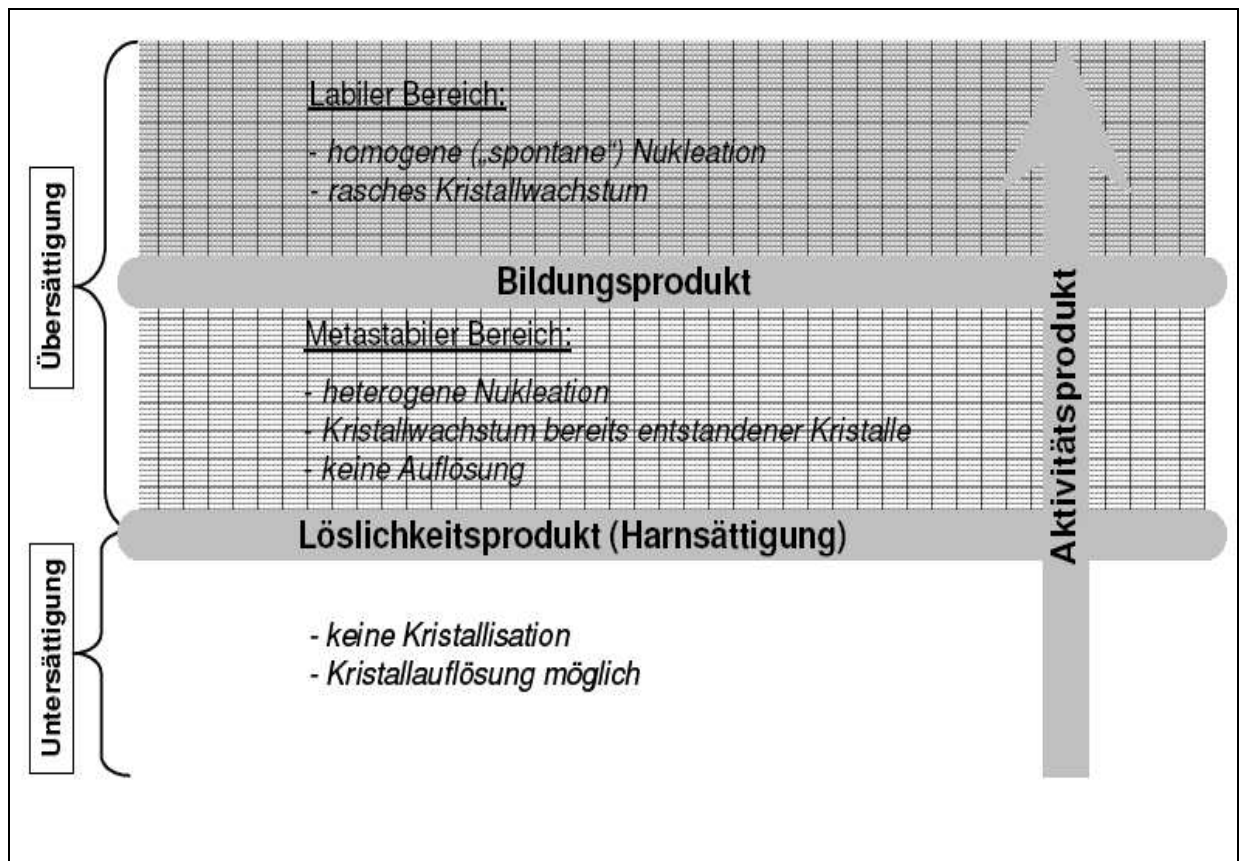 Übersättigung
Labiler Bereich:
- homogene („spontane“) Nukleation
- rasches Kristallwachstum
Bildungsprodukt
Metastabiler Bereich:
- heterogene Nukleation
- Kristallwachstum bereits entstandener Kristalle
- keine Auflösung
Löslichkeitsprodukt (Harnsättigung)
Untersättigung
- keine Kristallisation
- Kristallauflösung möglich
Aktivitätsprodukt